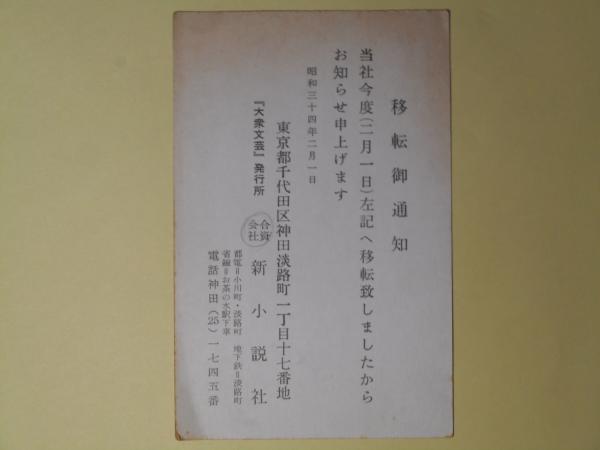 移転御通知
当社今度(二月一日)左記へ移転致しましたから
お知らせ申上げます
昭和三十四年二月一日
東京都千代田区神田淡路町一丁目十七番地
『大衆文芸』発行所
合資会社 新小説社
都電=小川町・淡路町 地下鉄=淡路町
省線=お茶の水駅下車
電話神田(25)一七四五番